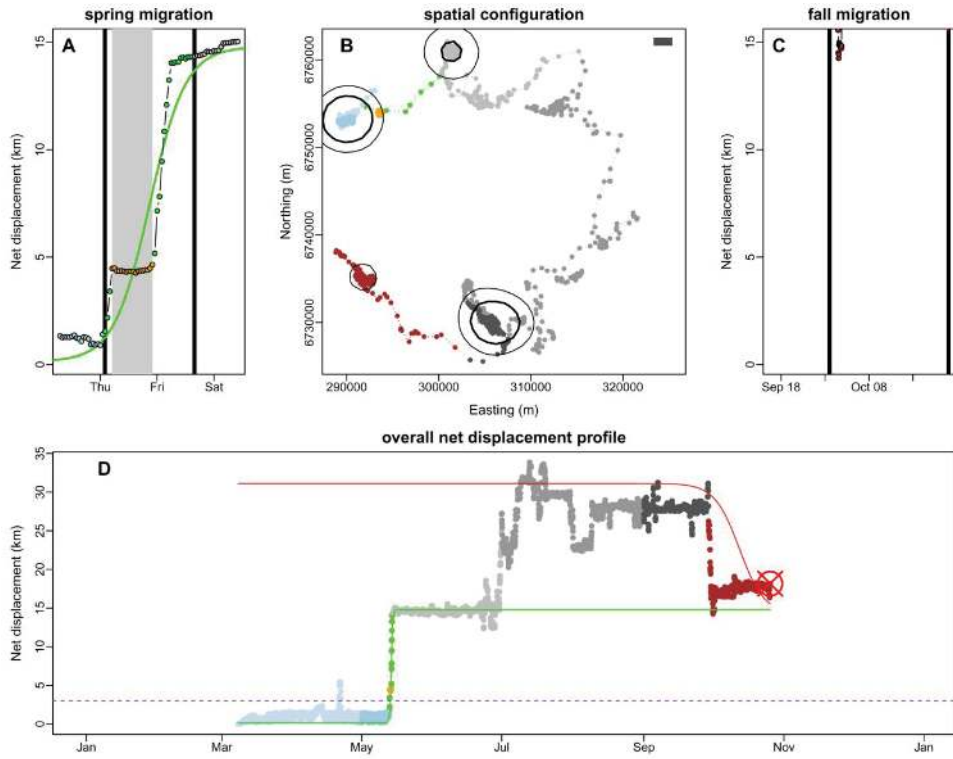 spring migration
spatial configuration
fall migration
A
B
C
Net displacement (km)
0
5
10
15
Thu
Fri
Sat
Northing (m)
6730000
6740000
6750000
6760000
290000
300000
310000
320000
Easting (m)
Net displacement (km)
0
5
10
15
Sep 18
Oct 08
overall net displacement profile
D
Net displacement (km)
0
5
10
15
20
25
30
35
Jan
Mar
May
Jul
Sep
Nov
Jan